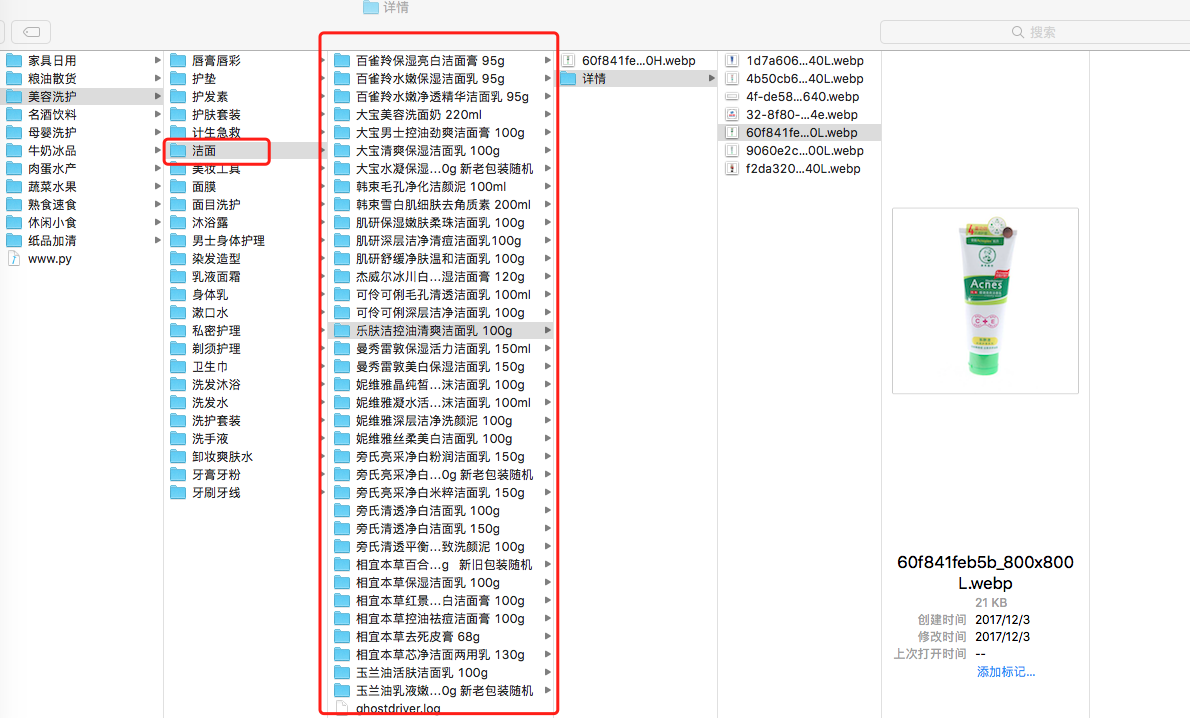 详情
搜索
家具日用
粮油散货
美容洗护
名酒饮料
母婴洗护
牛奶冰品
肉蛋水产
蔬菜水果
熟食速食
休闲小食
纸品加清
www.py
唇膏唇彩
护垫
护发素
护肤套装
计生急救
洁面
美妆工具
面膜
面目洗护
沐浴露
男士身体护理
染发造型
乳液面霜
身体乳
漱口水
私密护理
剃须护理
卫生巾
洗发沐浴
洗发水
洗护套装
洗手液
卸妆爽肤水
牙膏牙粉
牙刷牙线
百雀羚保湿亮白洁面膏 95g
百雀羚水嫩保湿洁面乳 95g
百雀羚水嫩净透精华洁面乳 95g
大宝美容洗面奶 220ml
大宝男士控油劲爽洁面膏 100g
大宝清爽保湿洁面乳 100g
大宝水凝保湿...0g 新老包装随机
韩束毛孔净化洁颜泥 100ml
韩束雪白肌细肤去角质素 200ml
肌研保湿嫩肤柔珠洁面乳 100g
肌研深层洁净清痘洁面乳100g
肌研舒缓净肤温和洁面乳 100g
杰威尔冰川白...湿洁面膏 120g
可伶可俐毛孔清透洁面乳 100ml
可伶可俐深层洁净洁面乳 100g
乐肤洁控油清爽洁面乳 100g
曼秀雷敦保湿活力洁面乳 150ml
曼秀雷敦美白保湿洁面乳 150g
妮维雅晶纯皙...沫洁面乳 100g
妮维雅凝水活...沫洁面乳 100ml
妮维雅深层洁净洗颜泥 100g
妮维雅丝柔美白洁面乳 100g
旁氏亮采净白粉润洁面乳 150g
旁氏亮采净白...0g 新老包装随机
旁氏亮采净白米粹洁面乳 150g
旁氏清透净白洁面乳 100g
旁氏清透净白洁面乳 150g
旁氏清透平衡...致洗颜泥 100g
相宜本草百合...g 新旧包装随机
相宜本草保湿洁面乳 100g
相宜本草红景...白洁面膏 100g
相宜本草控油祛痘洁面膏 100g
相宜本草去死皮膏 68g
相宜本草芯净洁面两用乳 130g
玉兰油活肤洁面乳 100g
玉兰油乳液嫩...0g 新老包装随机
ghostdriver.log
60f841fe...0H.webp
详情
1d7a606...40L.webp
4b50cb6...40L.webp
4f-de58...640.webp
32-8f80-...4e.webp
60f841fe...0L.webp
9060e2c...00L.webp
f2da320...40L.webp
Acnes
60f841feb5b_800x800
L.webp
21 KB
创建时间 2017/12/3
修改时间 2017/12/3
上次打开时间 --
添加标记...